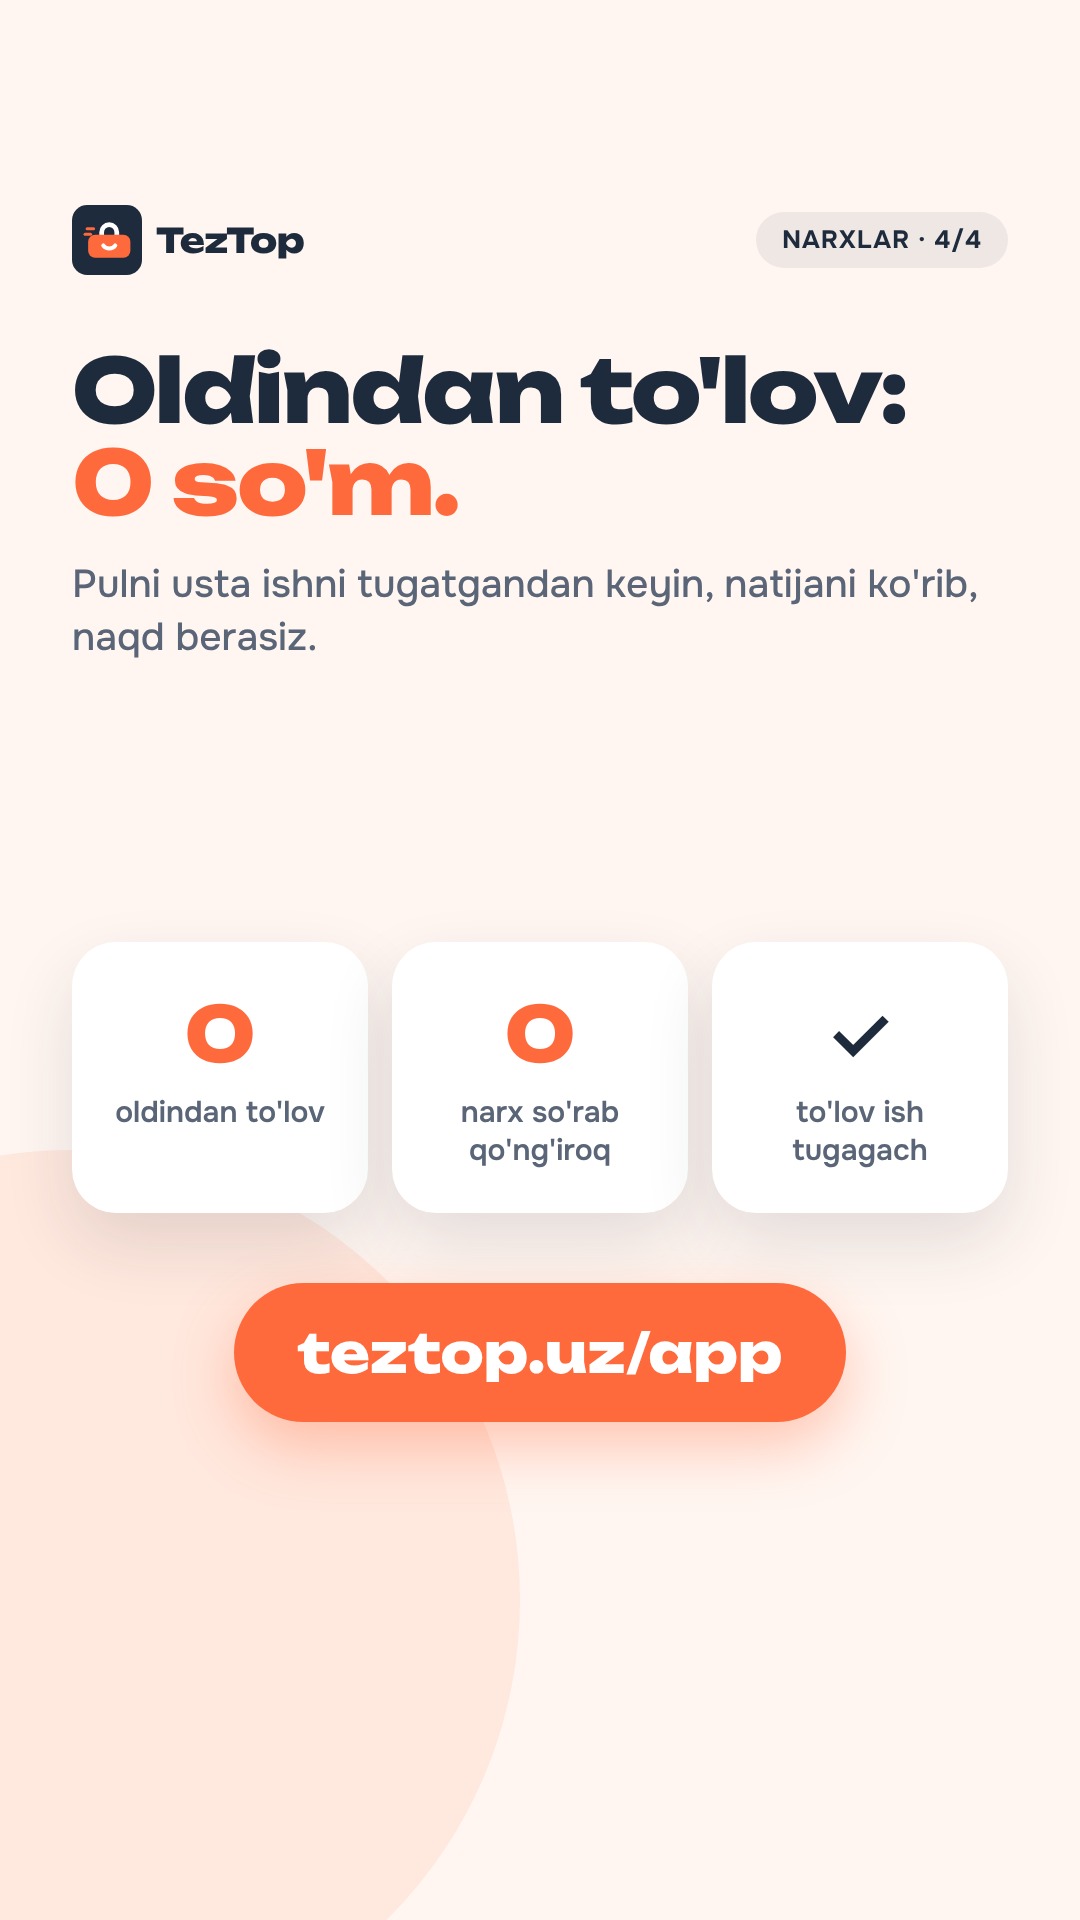 TezTop
NARXLAR · 4/4
Oldindan to'lov:
0 so'm.
Pulni usta ishni tugatgandan keyin, natijani ko'rib,
naqd berasiz.
0
oldindan to'lov
0
narx so'rab
qo'ng'iroq
✓
to'lov ish
tugagach
teztop.uz/app